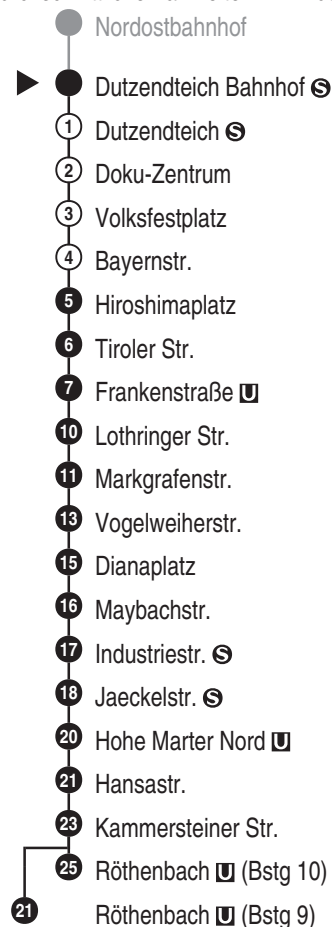 Nordostbahnhof
Dutzendteich Bahnhof S
1 Dutzendteich S
2 Doku-Zentrum
3 Volksfestplatz
4 Bayernstr.
5 Hiroshimaplatz
6 Tiroler Str.
7 Frankenstraße U
10 Lothringer Str.
11 Markgrafenstr.
13 Vogelweiherstr.
15 Dianaplatz
16 Maybachstr.
17 Industriestr. S
18 Jaeckelstr. S
20 Hohe Marter Nord U
21 Hansastr.
23 Kammersteiner Str.
25 Röthenbach U (Bstg 10)
21 Röthenbach U (Bstg 9)